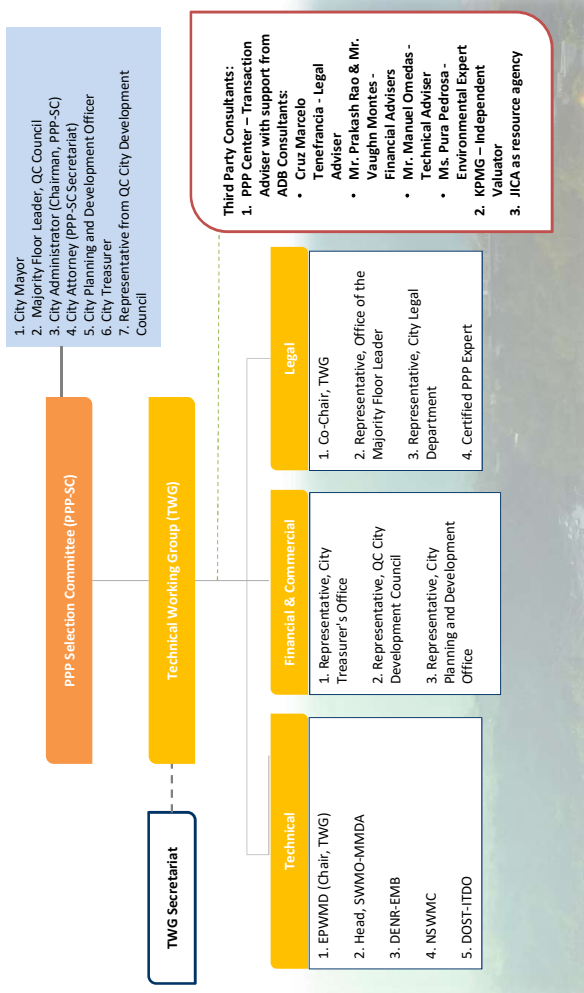 PPP Selection Committee (PPP-SC)
1. City Mayor
2. Majority Floor Leader, QC Council
3. City Administrator (Chairman, PPP-SC)
4. City Attorney (PPP-SC Secretariat)
5. City Planning and Development Officer
6. City Treasurer
7. Representative from QC City Development
Council
TWG Secretariat
Technical Working Group (TWG)
Technical
1. EPWMD (Chair, TWG)
2. Head, SWMO-MMDA
3. DENR-EMB
4. NSWMC
5. DOST-ITDO
Financial & Commercial
1. Representative, City
Treasurer's Office
2. Representative, QC City
Development Council
3. Representative, City
Planning and Development
Office
Legal
1. Co-Chair, TWG
2. Representative, Office of the
Majority Floor Leader
3. Representative, City Legal
Department
4. Certified PPP Expert
Third Party Consultants:
1. PPP Center – Transaction
Adviser with support from
ADB Consultants:
• Cruz Marcelo
Tenefrancia - Legal
Adviser
• Mr. Prakash Rao & Mr.
Vaughn Montes -
Financial Advisers
• Mr. Manuel Omedas -
Technical Adviser
• Ms. Pura Pedrosa -
Environmental Expert
2. KPMG – Independent
Valuator
3. JICA as resource agency